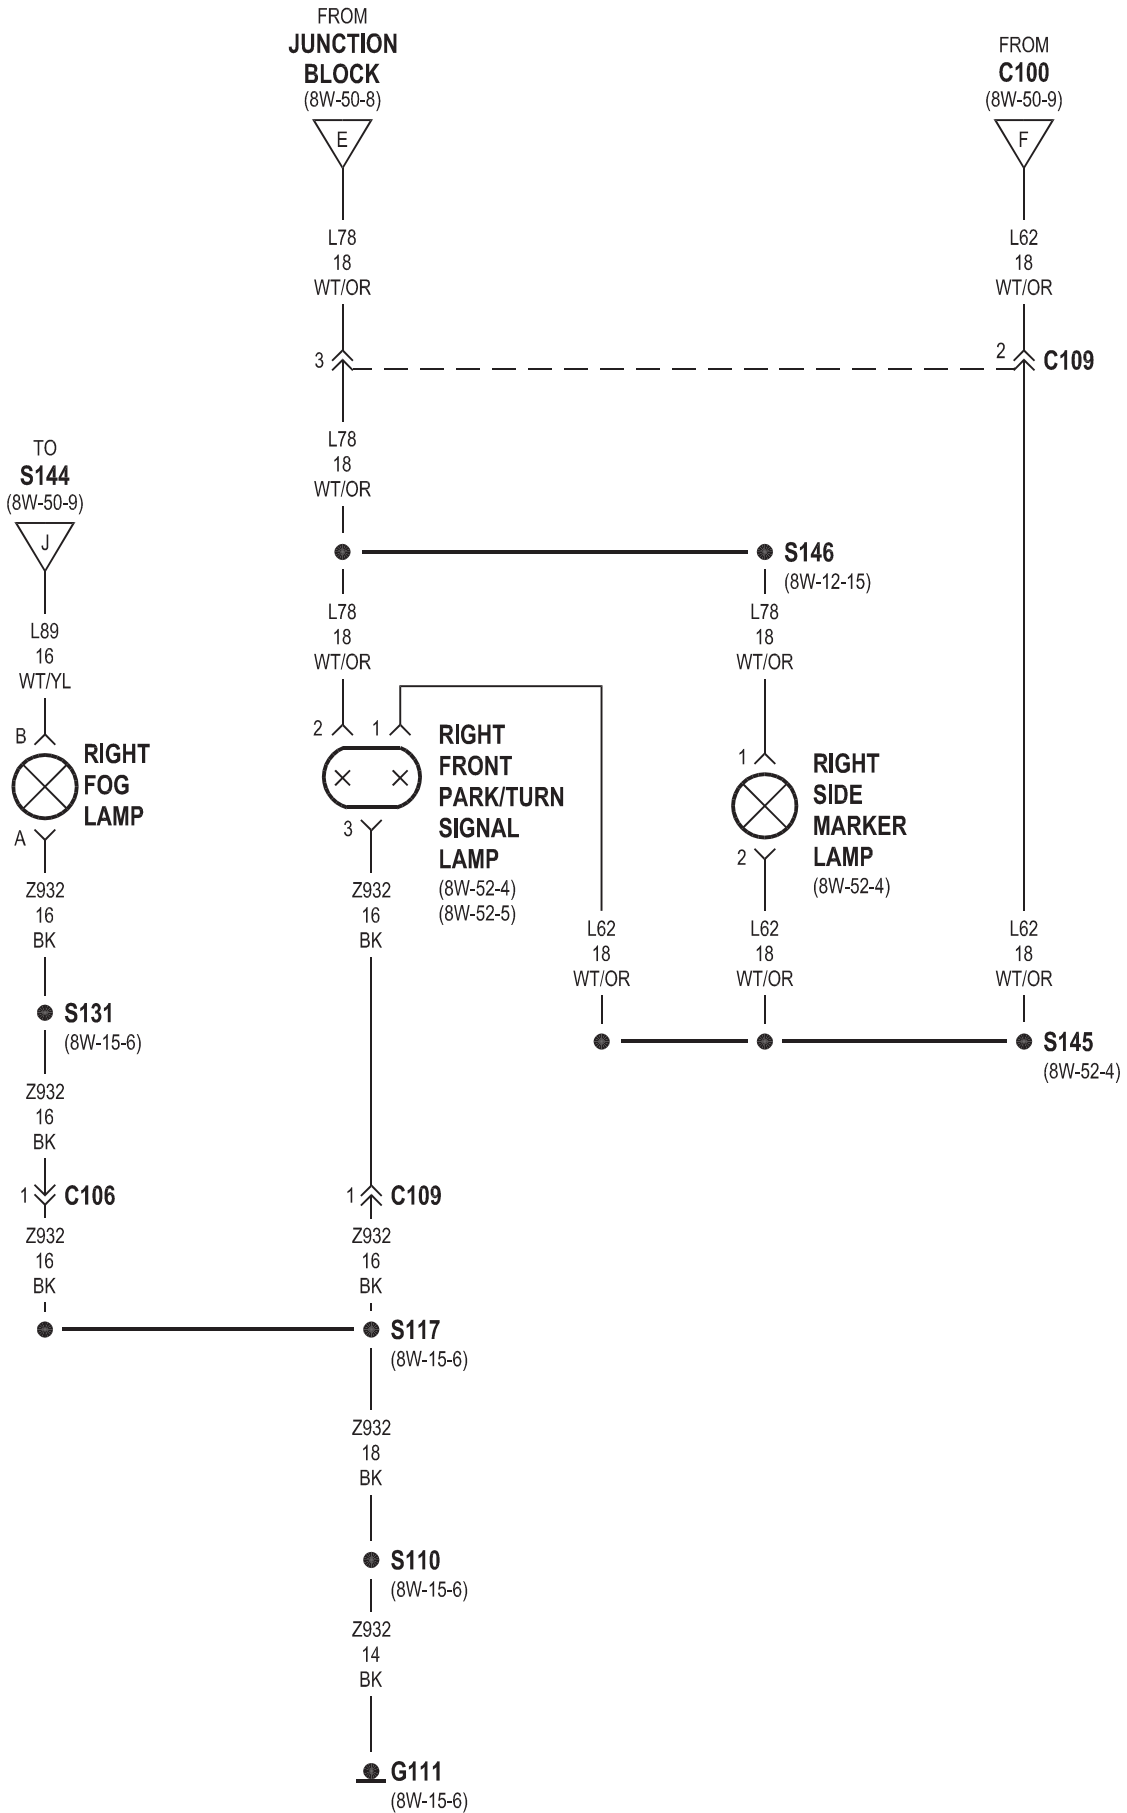 FROM
JUNCTION
BLOCK
(8W-50-8)
E
FROM
C100
(8W-50-9)
F
L78
18
WT/OR
L62
18
WT/OR
3
2
C109
L78
18
WT/OR
TO
S144
(8W-50-9)
J
S146
(8W-12-15)
L89
16
WT/YL
L78
18
WT/OR
L78
18
WT/OR
B
RIGHT
FOG
LAMP
A
2
1
RIGHT
FRONT
PARK/TURN
SIGNAL
LAMP
(8W-52-4)
(8W-52-5)
3
1
RIGHT
SIDE
MARKER
LAMP
(8W-52-4)
2
Z932
16
BK
Z932
16
BK
L62
18
WT/OR
L62
18
WT/OR
L62
18
WT/OR
S131
(8W-15-6)
S145
(8W-52-4)
Z932
16
BK
1
C106
1
C109
Z932
16
BK
Z932
16
BK
S117
(8W-15-6)
Z932
18
BK
S110
(8W-15-6)
Z932
14
BK
G111
(8W-15-6)